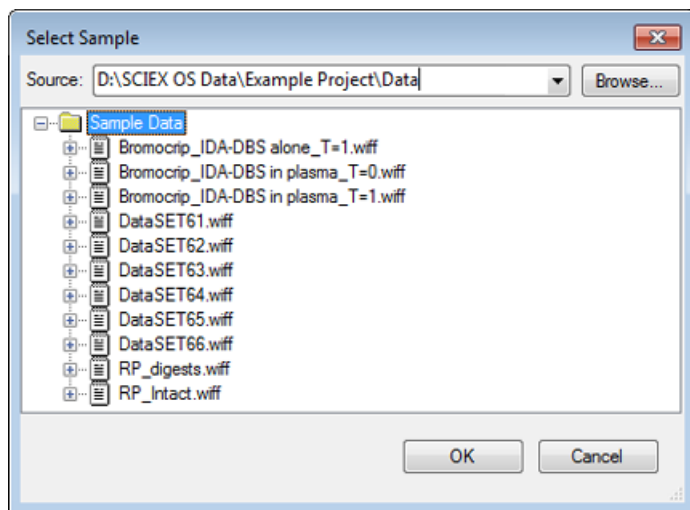 Select Sample
Source: D:\SCIEX OS Data\Example Project\Data Browse...
Sample Data
Bromocrip_IDA-DBS alone_T=1.wiff
Bromocrip_IDA-DBS in plasma_T=0.wiff
Bromocrip_IDA-DBS in plasma_T=1.wiff
DataSET61.wiff
DataSET62.wiff
DataSET63.wiff
DataSET64.wiff
DataSET65.wiff
DataSET66.wiff
RP_digests.wiff
RP_Intact.wiff
OK Cancel